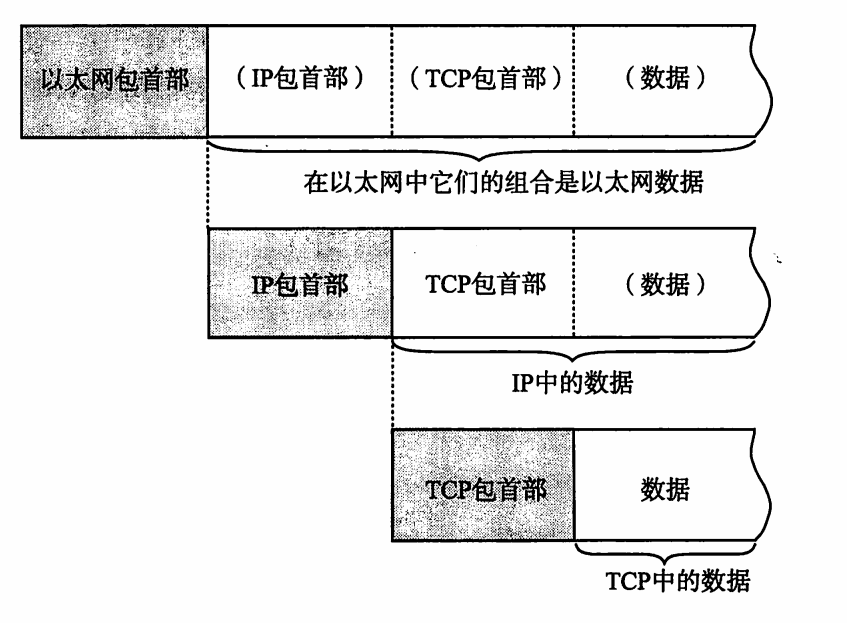 以太网包首部 （IP包首部） （TCP包首部） （数据）
在以太网中它们的组合是以太网数据
IP包首部 TCP包首部 （数据）
IP中的数据
TCP包首部 数据
TCP中的数据